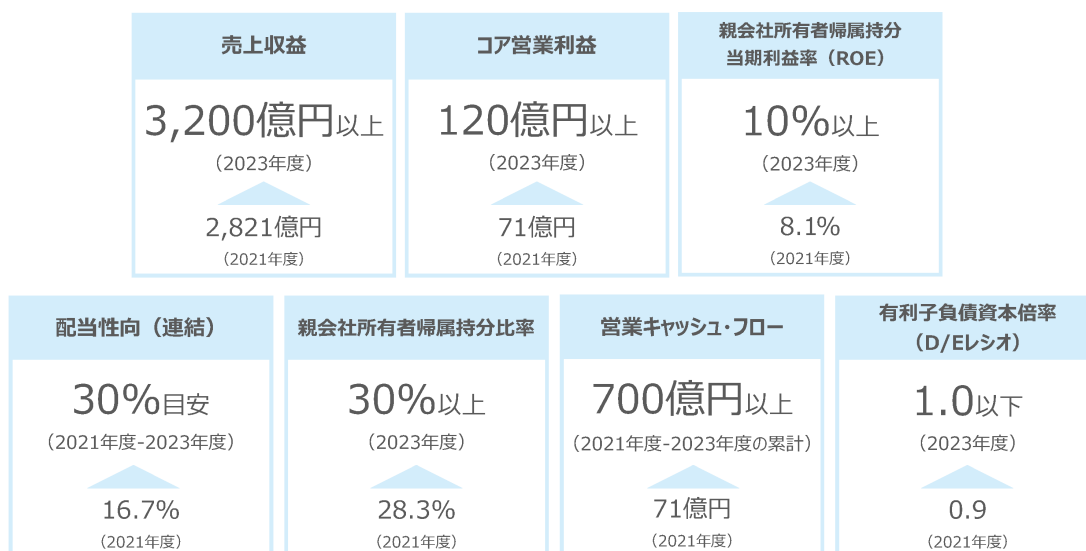 売上収益
3,200億円以上
（2023年度）
2,821億円
（2021年度）
コア営業利益
120億円以上
（2023年度）
71億円
（2021年度）
親会社所有者帰属持分
当期利益率（ROE）
10%以上
（2023年度）
8.1%
（2021年度）
配当性向（連結）
30%目安
（2021年度-2023年度）
16.7%
（2021年度）
親会社所有者帰属持分比率
30%以上
（2023年度）
28.3%
（2021年度）
営業キャッシュ・フロー
700億円以上
（2021年度-2023年度の累計）
71億円
（2021年度）
有利子負債資本倍率
（D/Eレシオ）
1.0以下
（2023年度）
0.9
（2021年度）